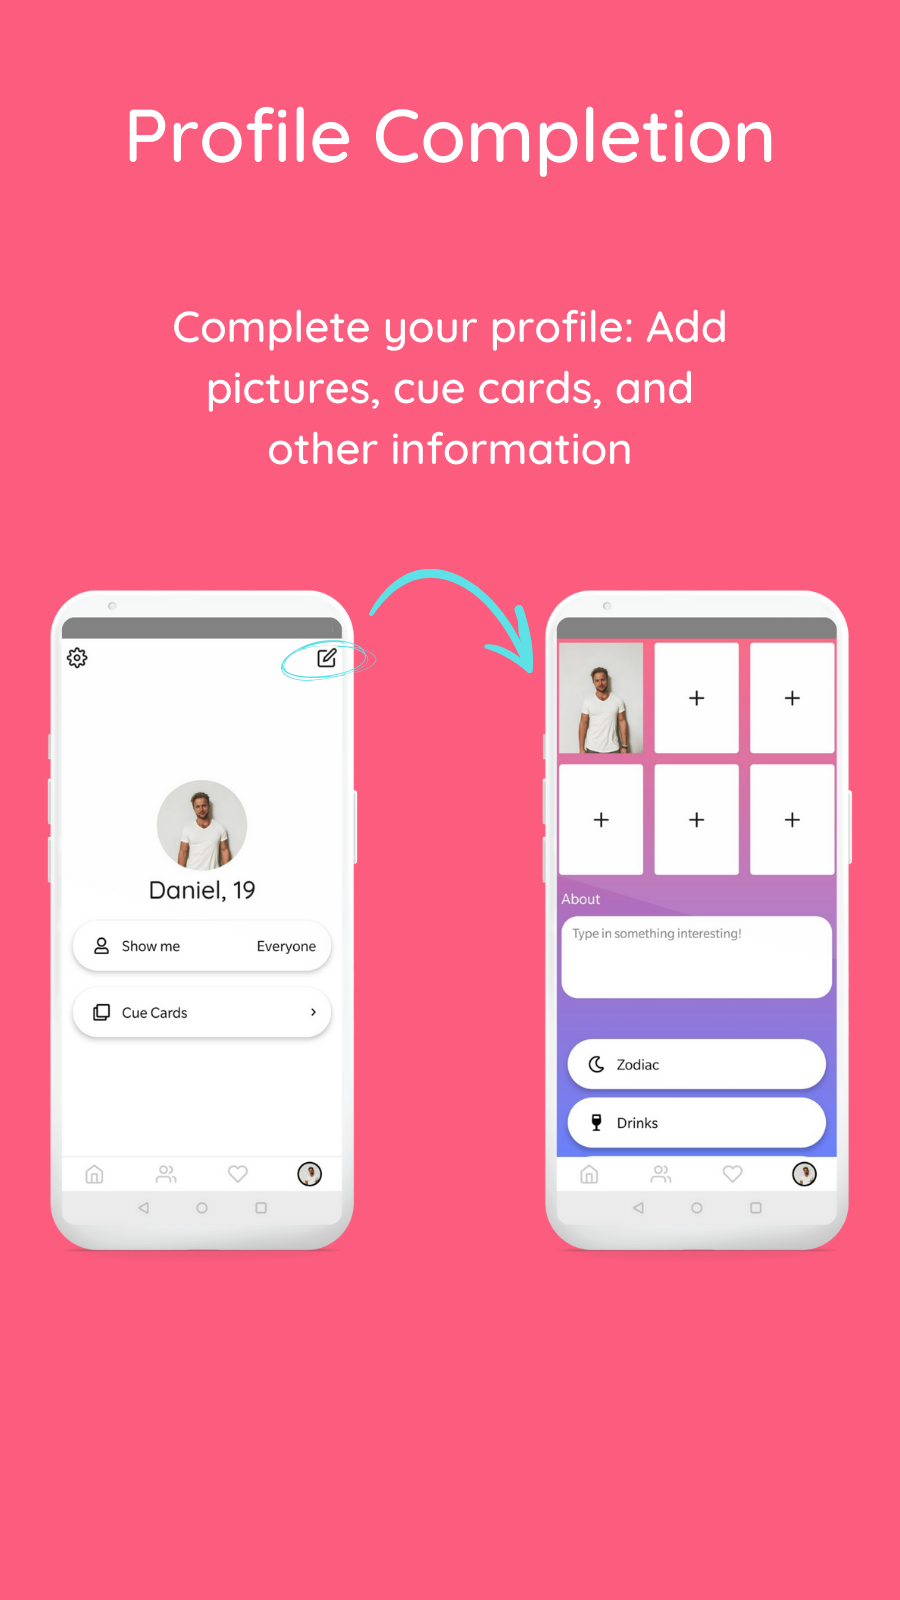 Profile Completion
Complete your profile: Add
pictures, cue cards, and
other information
Daniel, 19
Show me Everyone
Cue Cards
About
Type in something interesting!
Zodiac
Drinks